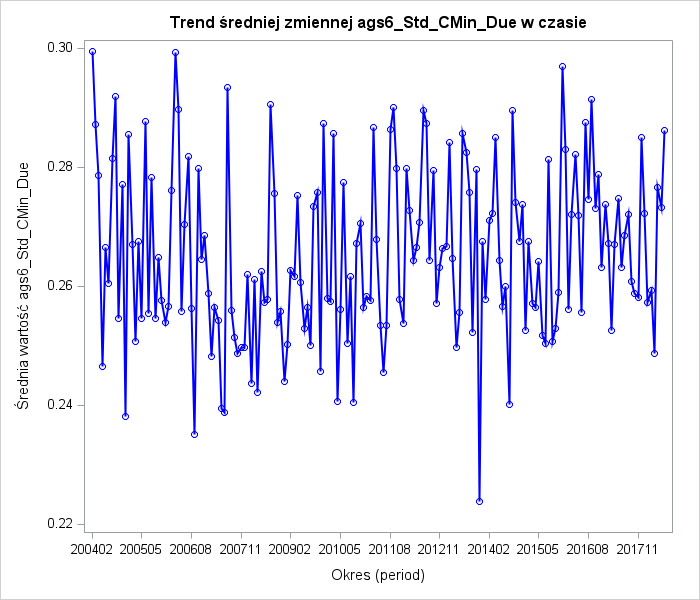 Trend średniej zmiennej ags6_Std_CMin_Due w czasie
Średnia wartość ags6_Std_CMin_Due
0.30
0.28
0.26
0.24
0.22
200402 200505 200608 200711 200902 201005 201108 201211 201402 201505 201608 201711
Okres (period)